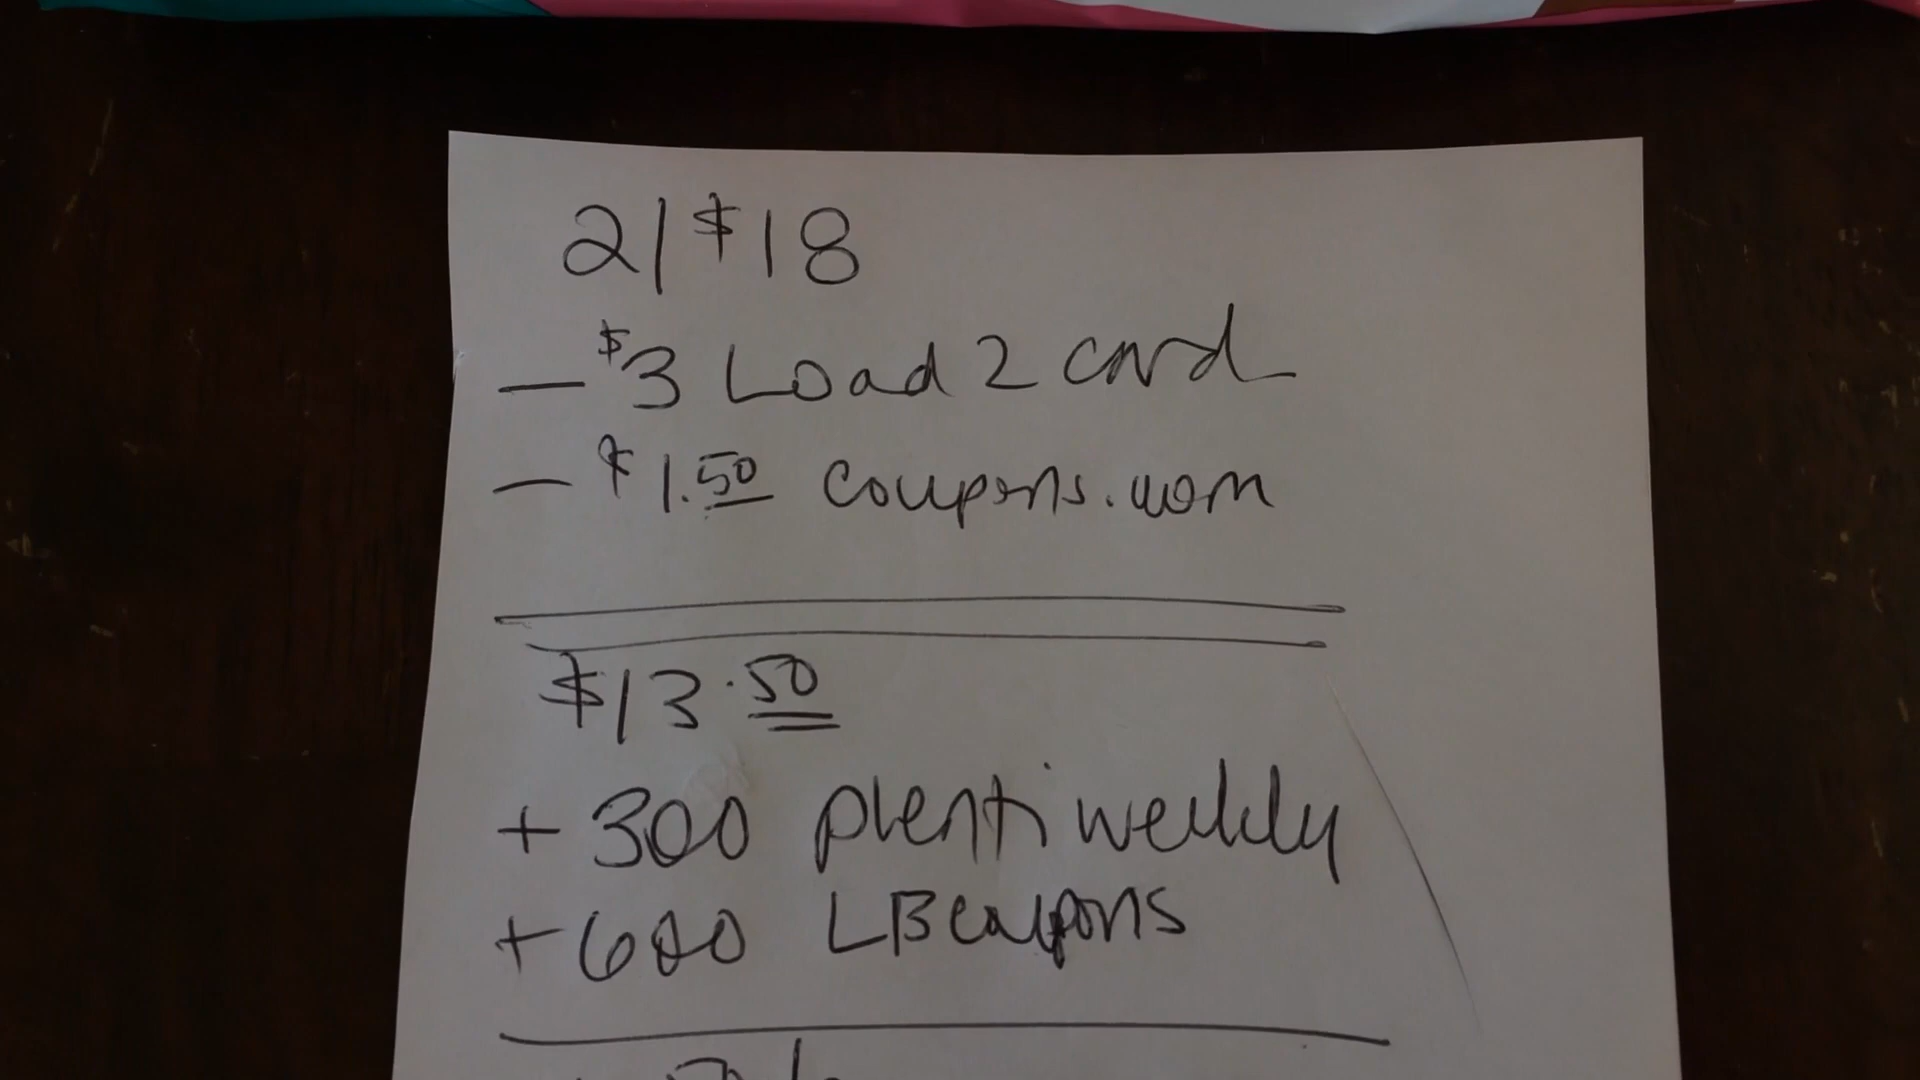 2/$18
- $3 Load 2 card
- $1.50 coupons.com
$13.50
+ 300 plenti weekly
+ 600 LB coupons